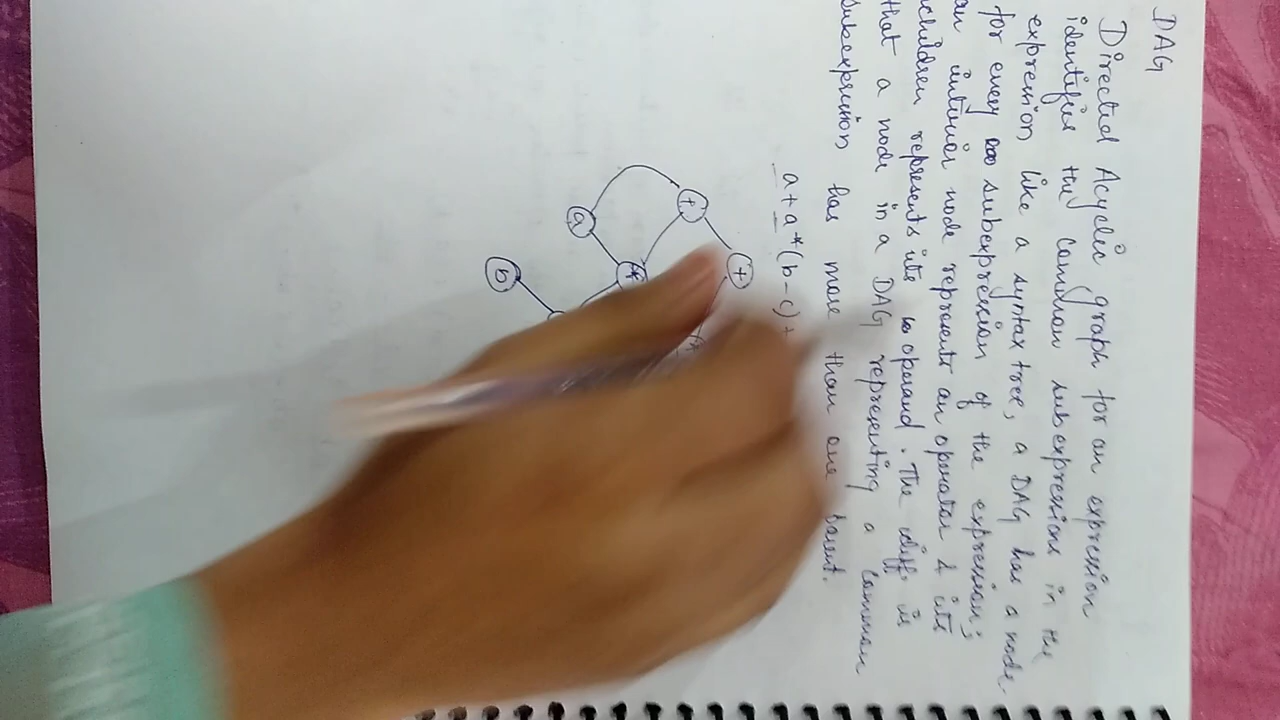 DAG
Directed Acyclic graph for an expression
identifies the common subexpressions in the
expression like a syntax tree, a DAG has a node
for every subexpression of the expression;
an interior node represents an operator & its
children represents its operand. The diff. is
that a node in a DAG representing a common
subexpression has more than one parent.
a + a * (b - c) +
+
+
a
*
b